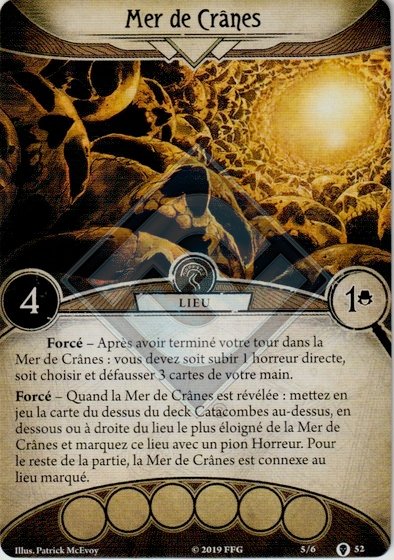 Mer de Crânes
4
LIEU
1
Forcé – Après avoir terminé votre tour dans la
Mer de Crânes : vous devez soit subir 1 horreur directe,
soit choisir et défausser 3 cartes de votre main.
Forcé – Quand la Mer de Crânes est révélée : mettez en
jeu la carte du dessus du deck Catacombes au-dessus, en
dessous ou à droite du lieu le plus éloigné de la Mer de
Crânes et marquez ce lieu avec un pion Horreur. Pour
le reste de la partie, la Mer de Crânes est connexe au
lieu marqué.
Illus. Patrick McEvoy © 2019 FFG 5/6 52